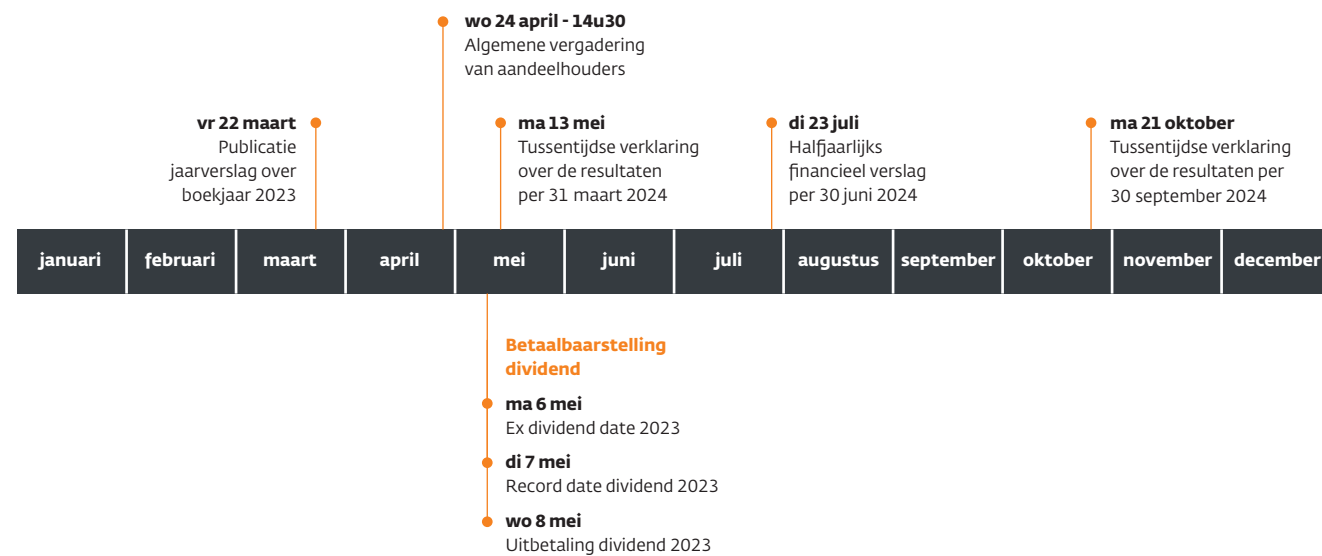 wo 24 april - 14u30
Algemene vergadering
van aandeelhouders
vr 22 maart
Publicatie
jaarverslag over
boekjaar 2023
ma 13 mei
Tussentijdse verklaring
over de resultaten
per 31 maart 2024
di 23 juli
Halfjaarlijks
financieel verslag
per 30 juni 2024
ma 21 oktober
Tussentijdse verklaring
over de resultaten per
30 september 2024
januari
februari
maart
april
mei
juni
juli
augustus
september
oktober
november
december
Betaalbaarstelling
dividend
ma 6 mei
Ex dividend date 2023
di 7 mei
Record date dividend 2023
wo 8 mei
Uitbetaling dividend 2023